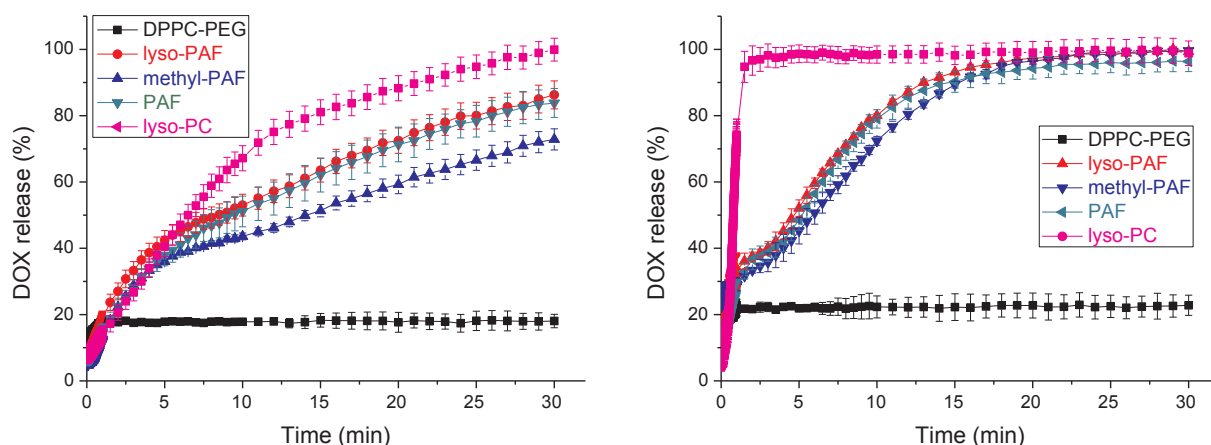 DOX release (%)
100
80
60
40
20
0
DPPC-PEG
lyso-PAF
methyl-PAF
PAF
lyso-PC
0 5 10 15 20 25 30
Time (min)
DOX release (%)
100
80
60
40
20
0
DPPC-PEG
lyso-PAF
methyl-PAF
PAF
lyso-PC
0 5 10 15 20 25 30
Time (min)